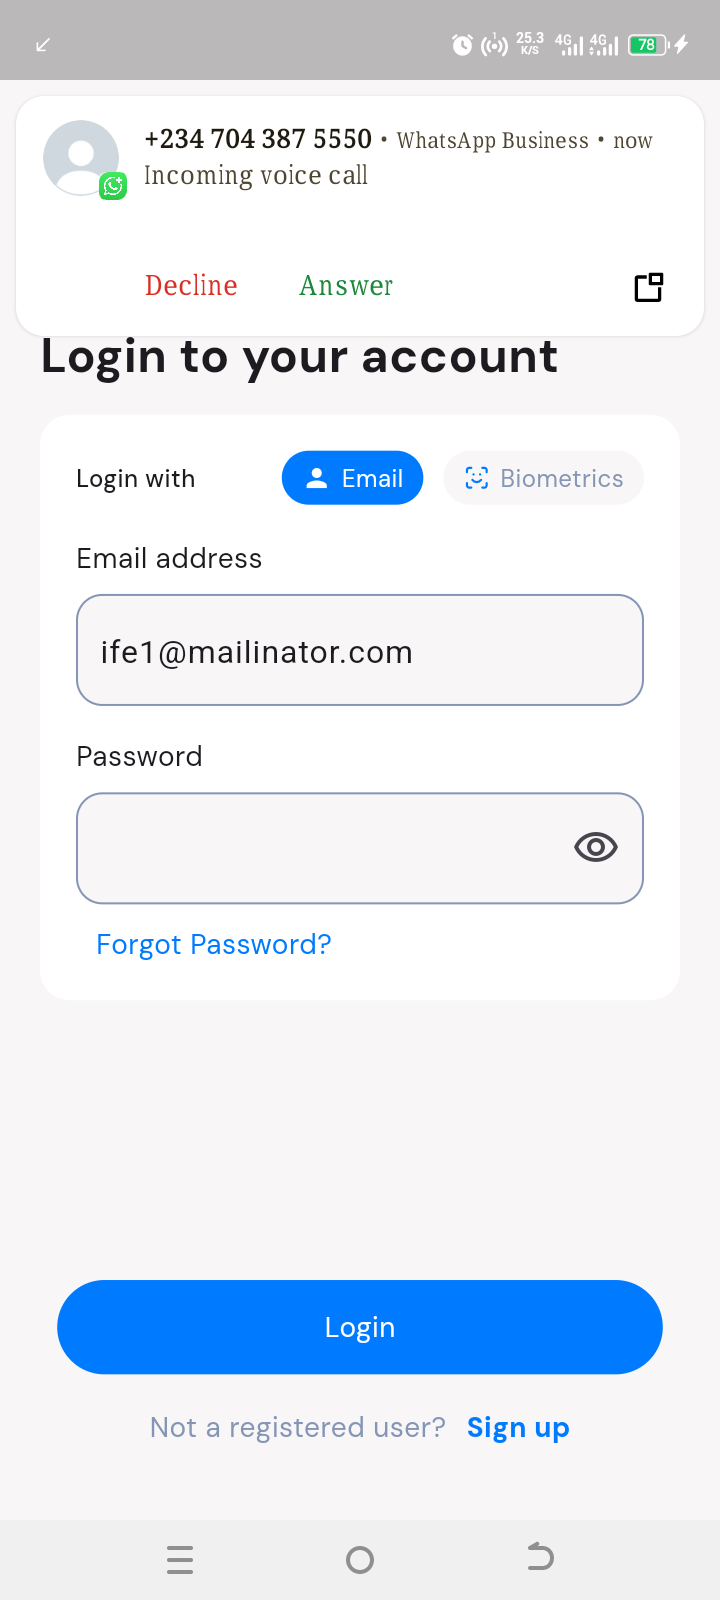 25.3
K/S
4G
4G
78
+234 704 387 5550 • WhatsApp Business • now
Incoming voice call
Decline
Answer
Login to your account
Login with
Email
Biometrics
Email address
ife1@mailinator.com
Password
Forgot Password?
Login
Not a registered user? Sign up